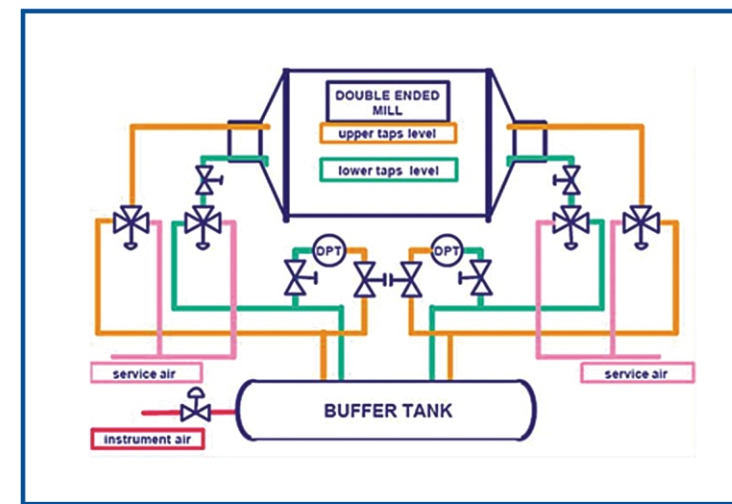 DOUBLE ENDED
MILL
upper taps level
lower taps level
DPT
DPT
service air
service air
BUFFER TANK
instrument air